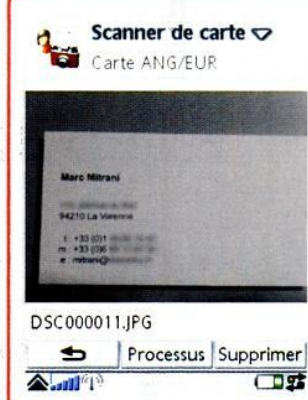 Scanner de carte
Carte ANG/EUR
Marc Mitrani
94210 La Varenne
t : +33 (0)1
m : +33 (0)6
e : mitrani@
DSC000011.JPG
Processus Supprimer